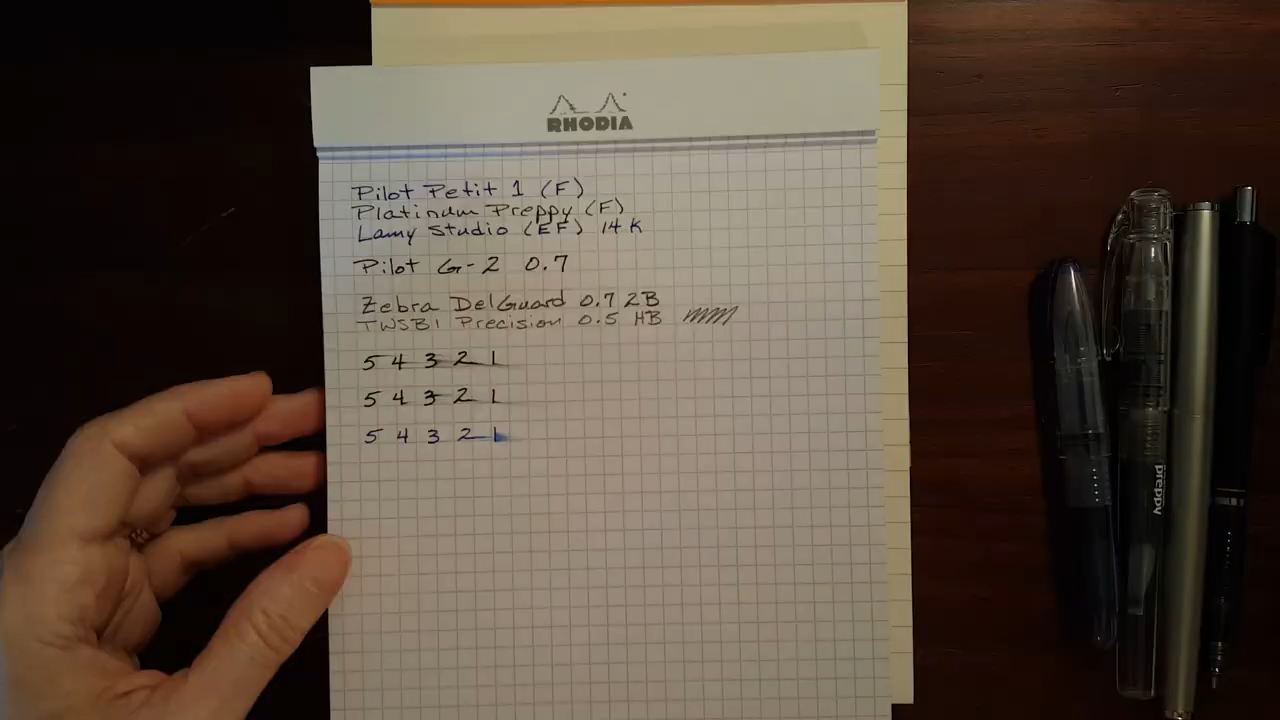 RHODIA
Pilot Petit 1 (F)
Platinum Preppy (F)
Lamy Studio (EF) 14 K
Pilot G-2 0.7
Zebra DelGuard 0.7 2B
TWSBI Precision 0.5 HB
5 4 3 2 1
5 4 3 2 1
5 4 3 2 1
preppy